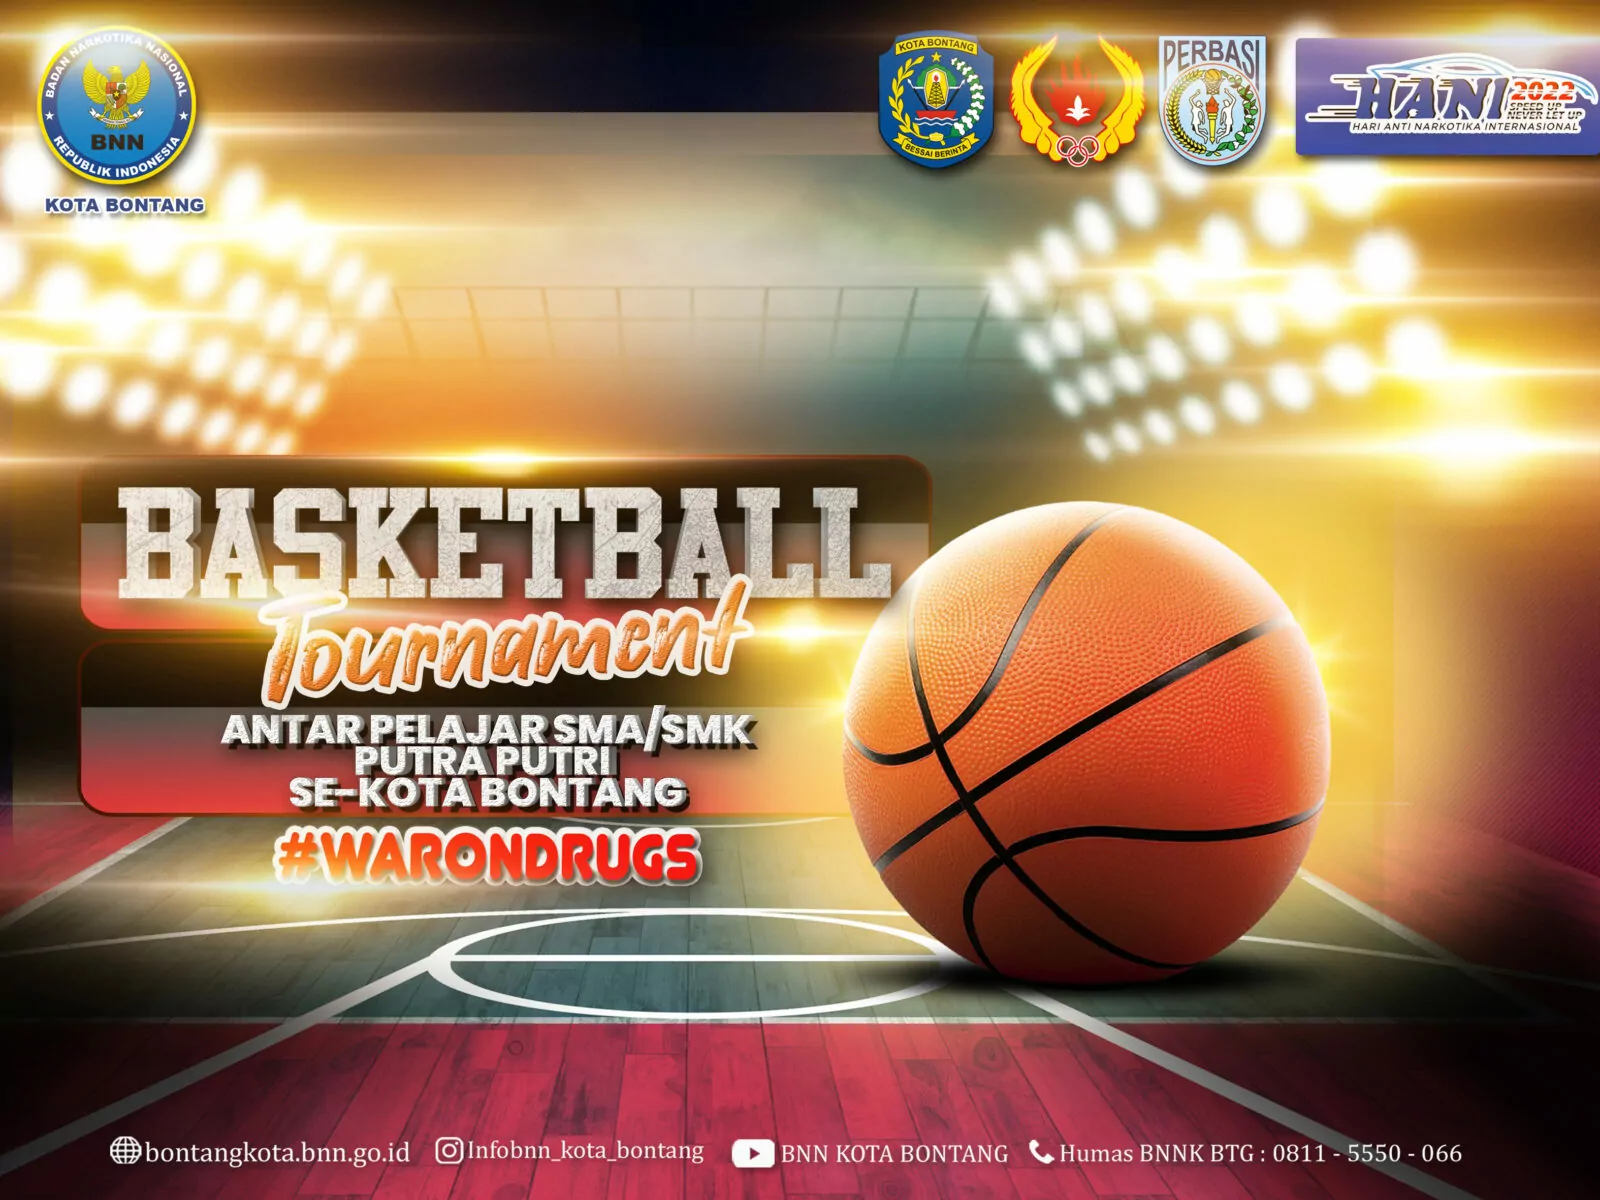 BADAN NARKOTIKA NASIONAL
BNN
REPUBLIK INDONESIA
KOTA BONTANG
KOTA BONTANG
BESSAI BERINTA
PERBASI
HANI 2022
SPEED UP
NEVER LET UP
HARI ANTI NARKOTIKA INTERNASIONAL
BASKETBALL
Tournament
ANTAR PELAJAR SMA/SMK
PUTRA PUTRI
SE-KOTA BONTANG
#WARONDRUGS
bontangkota.bnn.go.id
Infobnn_kota_bontang
BNN KOTA BONTANG
Humas BNNK BTG : 0811 - 5550 - 066